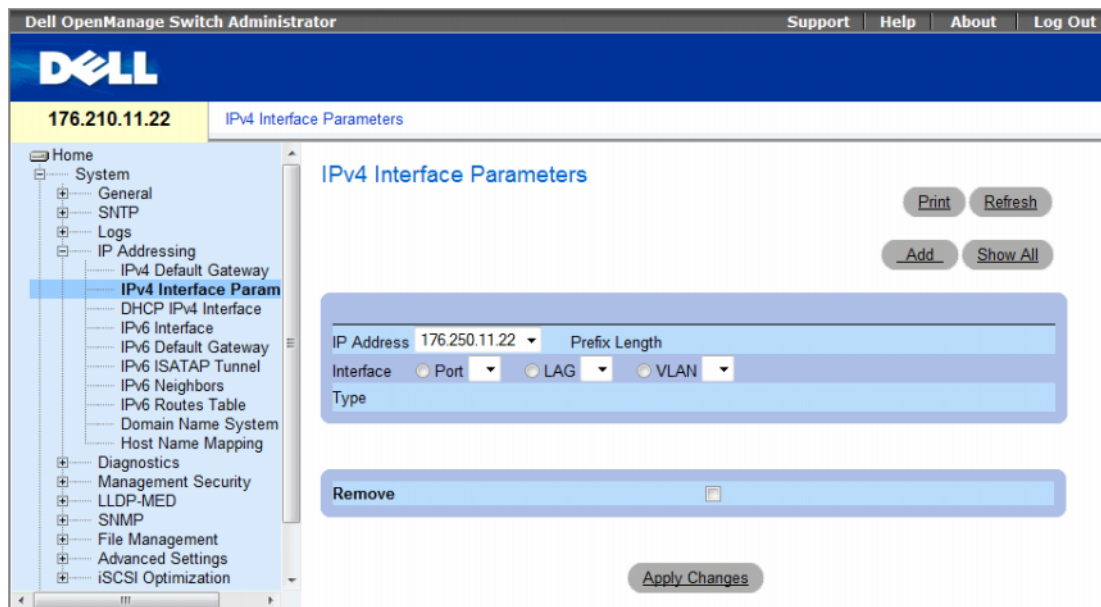 Dell OpenManage Switch Administrator Support Help About Log Out
DELL
176.210.11.22 IPv4 Interface Parameters
Home
System
General
SNTP
Logs
IP Addressing
IPv4 Default Gateway
IPv4 Interface Param
DHCP IPv4 Interface
IPv6 Interface
IPv6 Default Gateway
IPv6 ISATAP Tunnel
IPv6 Neighbors
IPv6 Routes Table
Domain Name System
Host Name Mapping
Diagnostics
Management Security
LLDP-MED
SNMP
File Management
Advanced Settings
iSCSI Optimization
IPv4 Interface Parameters
Print Refresh
Add Show All
IP Address 176.250.11.22 Prefix Length
Interface Port LAG VLAN
Type
Remove
Apply Changes